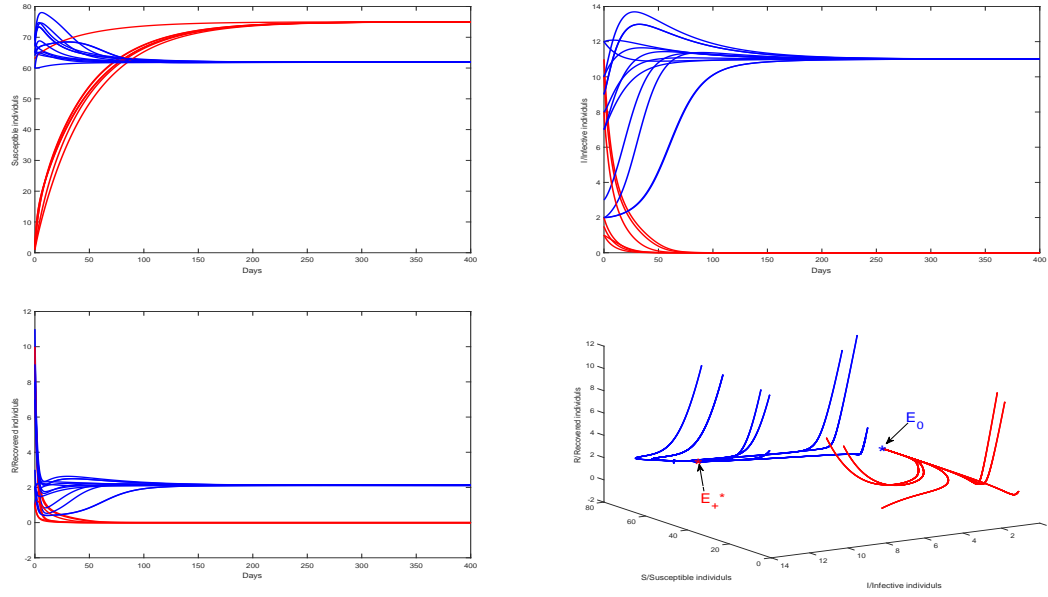 80
70
60
50
40
30
20
10
0
Susceptible individuls
0 50 100 150 200 250 300 350 400
Days
14
12
10
8
6
4
2
0
I/Infective individuals
0 50 100 150 200 250 300 350 400
Days
12
10
8
6
4
2
0
-2
R/Recovered individuals
0 50 100 150 200 250 300 350 400
Days
12
10
8
6
4
2
0
-2
R/Recovered individuals
E0
E+*
80
60
40
20
0
S/Susceptible individuls
14 12 10 8 6 4 2
I/Infective individuls